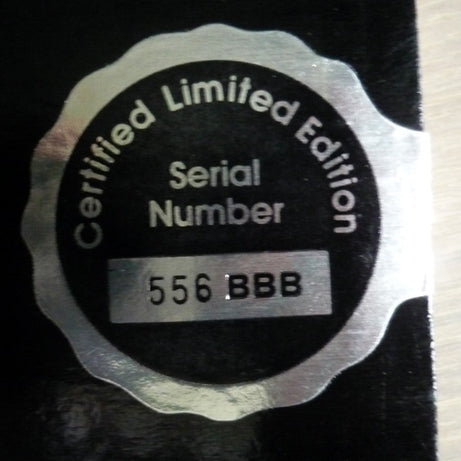 Certified Limited Edition
Serial
Number
556 BBB